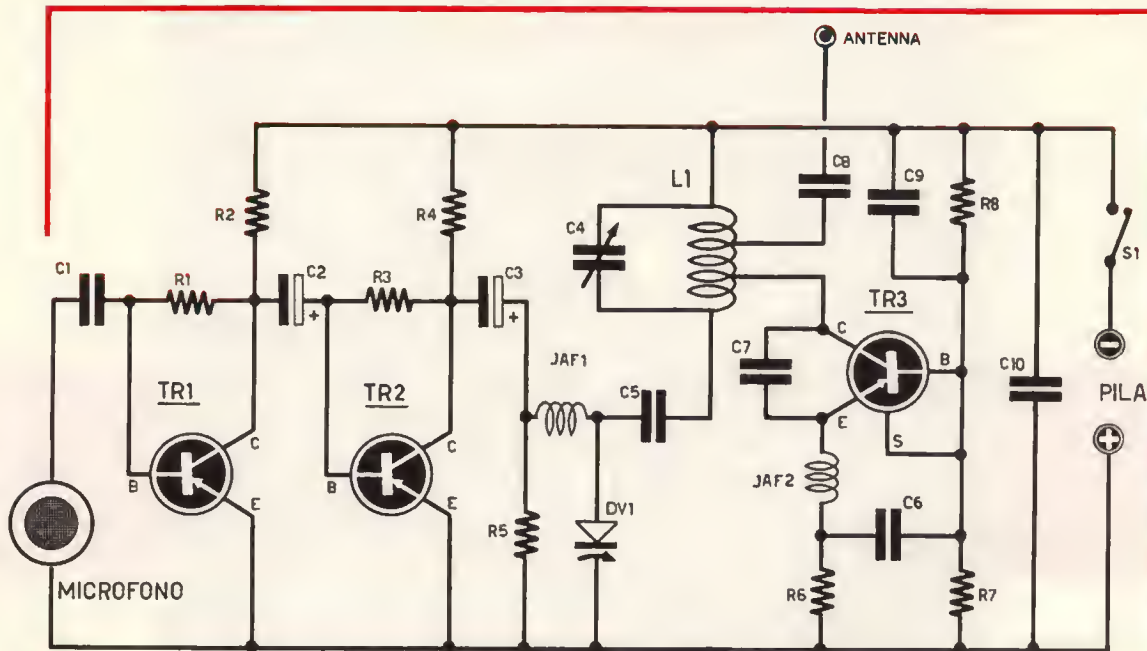 ANTENNA
L1
C8
C9
R8
R2
R4
C4
S1
C1
R1
C2
+
R3
C3
+
TR3
C
B
C7
C10
−
PILA
+
JAF1
C5
E
S
TR1
TR2
C
C
B
E
B
E
R5
DV1
JAF2
C6
R6
R7
MICROFONO